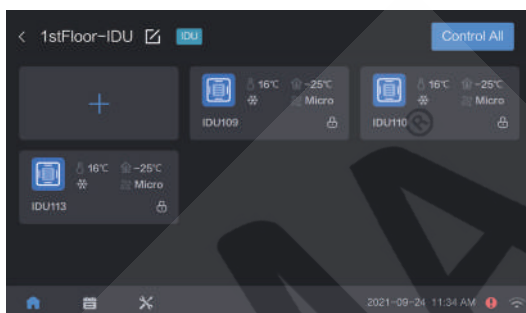 1stFloor-IDU IDU Control All
16℃ -25℃
Micro
IDU109
16℃ -25℃
Micro
IDU110
16℃ -25℃
Micro
IDU113
2021-09-24 11:34 AM